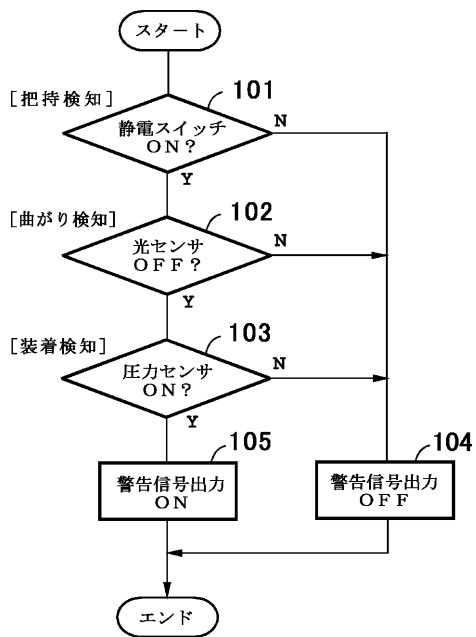 スタート
[把持検知]
101
静電スイッチ
ON?
N
Y
[曲がり検知]
102
光センサ
OFF?
N
Y
[装着検知]
103
圧力センサ
ON?
N
Y
105
警告信号出力
ON
104
警告信号出力
OFF
エンド